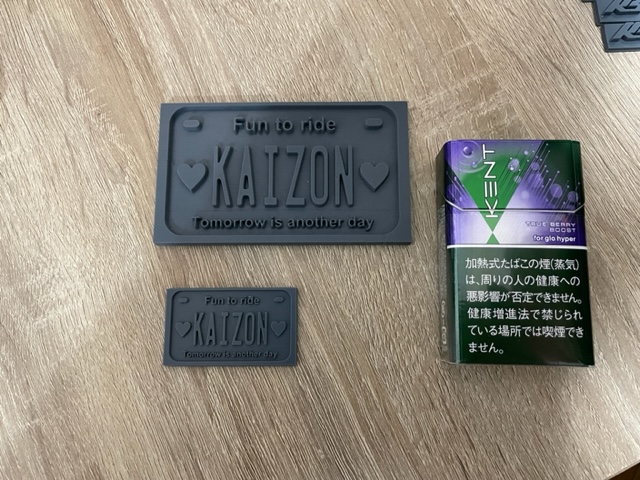 Fun to ride
KAIZON
Tomorrow is another day
Fun to ride
KAIZON
Tomorrow is another day
KENT
TRUE BERRY
BOOST
for glo hyper
加熱式たばこの煙(蒸気)
は、周りの人の健康への
悪影響が否定できません。
健康増進法で禁じられ
ている場所では喫煙でき
ません。